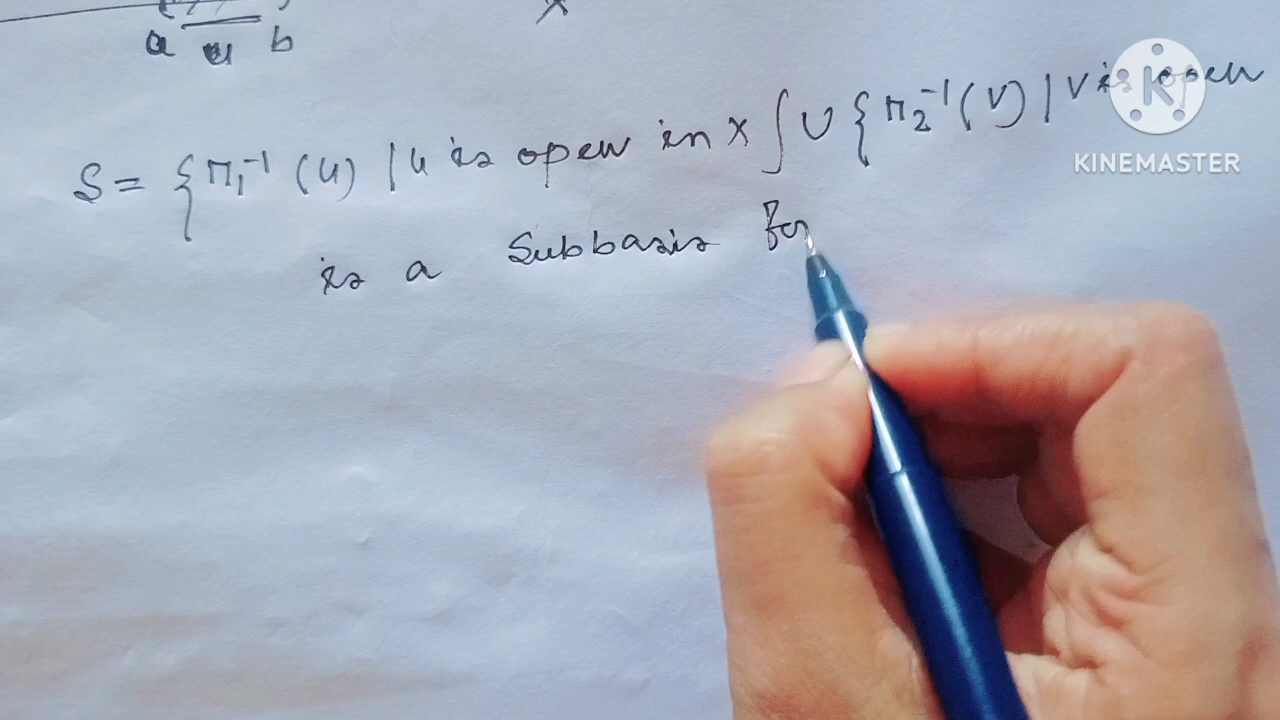 a u b
x
S = { π₁⁻¹ (u) | u is open in x } ∪ { π₂⁻¹ (V) | V is open
is a Subbasis for
K
KINEMASTER